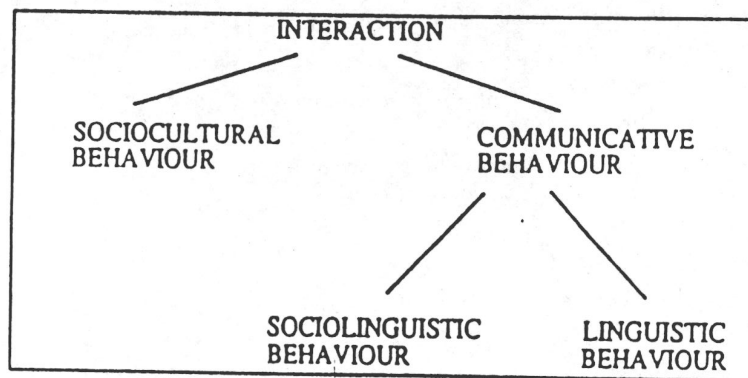 INTERACTION
SOCIOCULTURAL
BEHAVIOUR
COMMUNICATIVE
BEHAVIOUR
SOCIOLINGUISTIC
BEHAVIOUR
LINGUISTIC
BEHAVIOUR